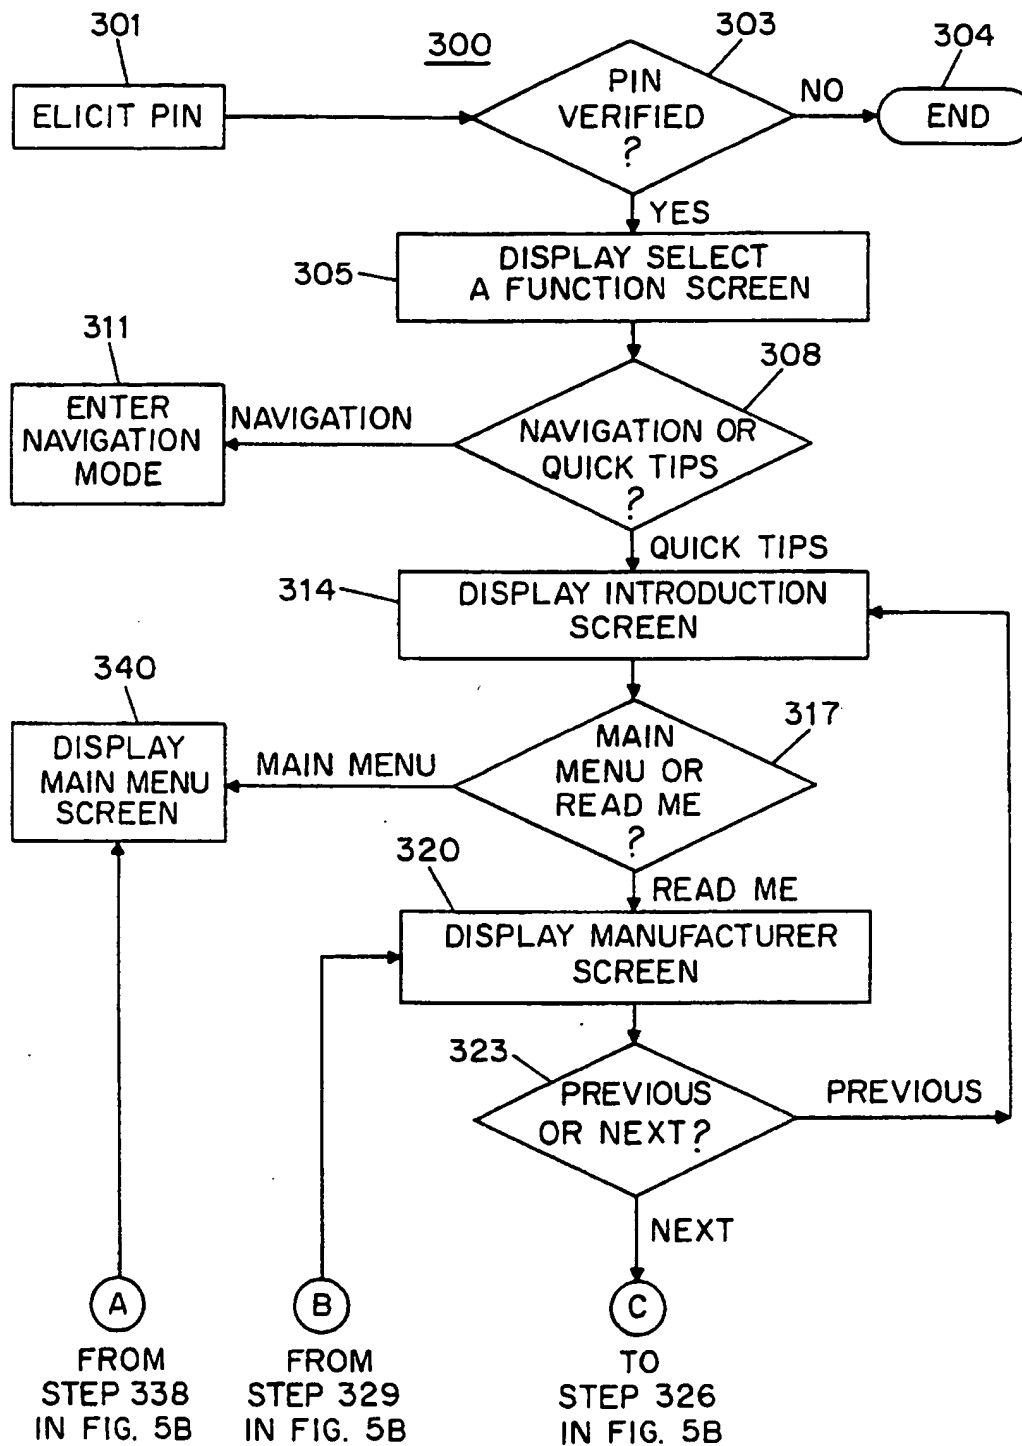 301
300
303
304
ELICIT PIN
PIN
VERIFIED
?
NO
END
YES
305
DISPLAY SELECT
A FUNCTION SCREEN
311
308
ENTER
NAVIGATION
MODE
NAVIGATION
NAVIGATION OR
QUICK TIPS
?
QUICK TIPS
314
DISPLAY INTRODUCTION
SCREEN
340
317
DISPLAY
MAIN MENU
SCREEN
MAIN MENU
MAIN
MENU OR
READ ME
?
320
READ ME
DISPLAY MANUFACTURER
SCREEN
323
PREVIOUS
OR NEXT?
PREVIOUS
NEXT
A
B
C
FROM
STEP 338
IN FIG. 5B
FROM
STEP 329
IN FIG. 5B
TO
STEP 326
IN FIG. 5B